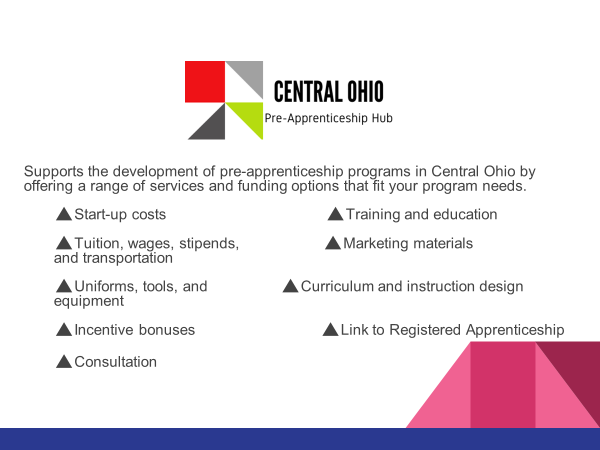 CENTRAL OHIO
Pre-Apprenticeship Hub
Supports the development of pre-apprenticeship programs in Central Ohio by
offering a range of services and funding options that fit your program needs.
Start-up costs
Training and education
Tuition, wages, stipends,
and transportation
Marketing materials
Uniforms, tools, and
equipment
Curriculum and instruction design
Incentive bonuses
Link to Registered Apprenticeship
Consultation